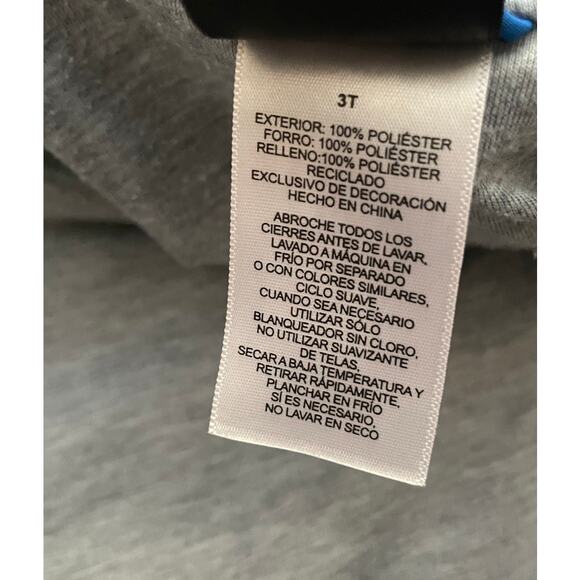 3T
EXTERIOR: 100% POLIÉSTER
FORRO: 100% POLIÉSTER
RELLENO:100% POLIÉSTER
RECICLADO
EXCLUSIVO DE DECORACIÓN
HECHO EN CHINA
ABROCHE TODOS LOS
CIERRES ANTES DE LAVAR,
LAVADO A MÁQUINA EN
FRÍO POR SEPARADO
O CON COLORES SIMILARES,
CICLO SUAVE,
CUANDO SEA NECESARIO
UTILIZAR SÓLO
BLANQUEADOR SIN CLORO,
NO UTILIZAR SUAVIZANTE
DE TELAS,
SECAR A BAJA TEMPERATURA Y
RETIRAR RÁPIDAMENTE,
PLANCHAR EN FRÍO
SÍ ES NECESARIO,
NO LAVAR EN SECO